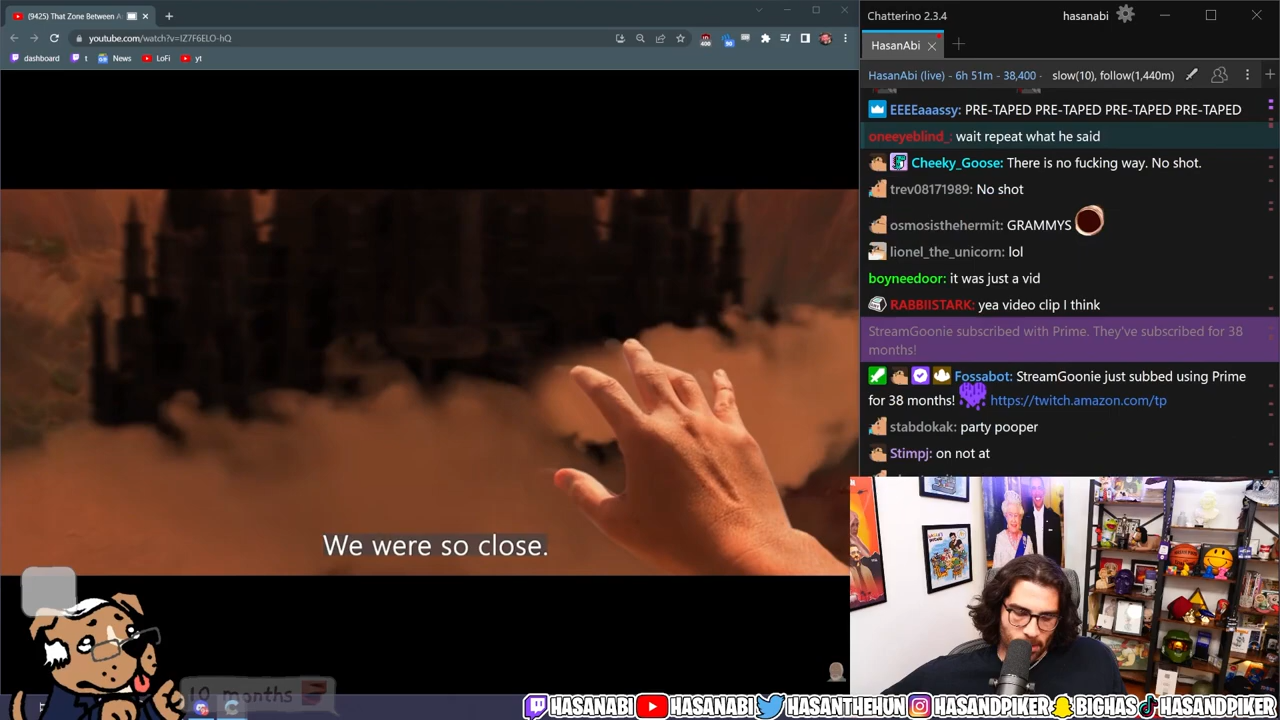 (9425) That Zone Between A
youtube.com/watch?v=IZ7F6ELO-hQ
400
90
dashboard
t
News
LoFi
yt
We were so close.
10 months
Chatterino 2.3.4
hasanabi
HasanAbi
HasanAbi (live) - 6h 51m - 38,400 -
slow(10), follow(1,440m)
EEEEaaassy: PRE-TAPED PRE-TAPED PRE-TAPED PRE-TAPED
oneeyeblind_: wait repeat what he said
Cheeky_Goose: There is no fucking way. No shot.
trev08171989: No shot
osmosisthehermit: GRAMMYS
lionel_the_unicorn: lol
boyneedoor: it was just a vid
RABBIISTARK: yea video clip I think
StreamGoonie subscribed with Prime. They've subscribed for 38
months!
Fossabot: StreamGoonie just subbed using Prime
for 38 months! https://twitch.amazon.com/tp
stabdokak: party pooper
Stimpj: on not at
HASANABI HASANABI HASANTHEHUN HASANDPIKER BIGHAS HASANDPIKER